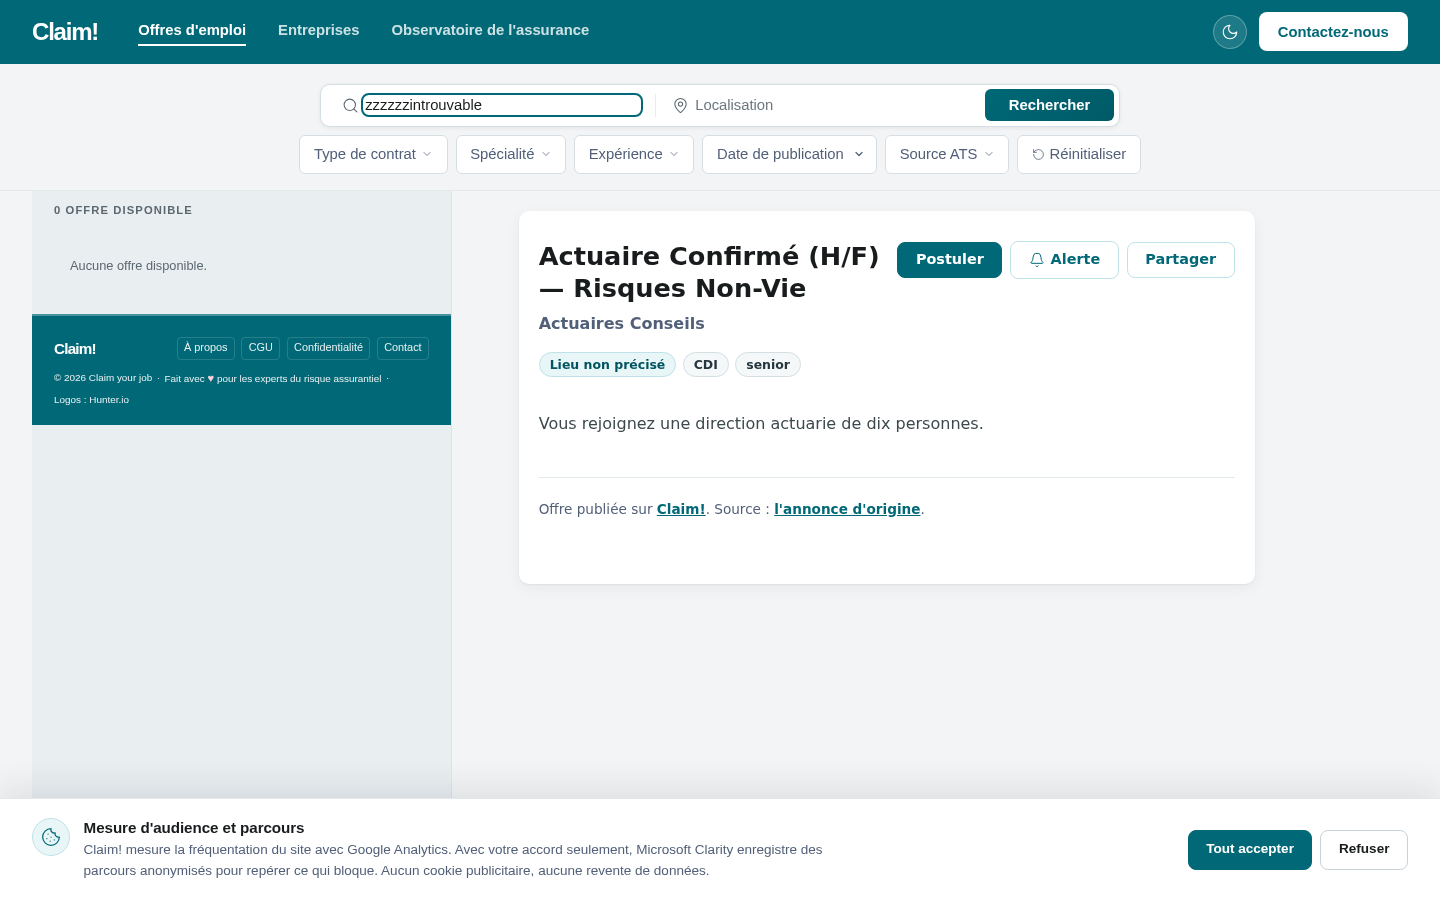 Claim!
Offres d'emploi
Entreprises
Observatoire de l'assurance
Contactez-nous
zzzzzzintrouvable
Localisation
Rechercher
Type de contrat
Spécialité
Expérience
Date de publication
Source ATS
Réinitialiser
0 OFFRE DISPONIBLE
Aucune offre disponible.
Claim!
À propos
CGU
Confidentialité
Contact
© 2026 Claim your job · Fait avec ♥ pour les experts du risque assurantiel ·
Logos : Hunter.io
Actuaire Confirmé (H/F)
— Risques Non-Vie
Postuler
Alerte
Partager
Actuaires Conseils
Lieu non précisé
CDI
senior
Vous rejoignez une direction actuarie de dix personnes.
Offre publiée sur Claim!. Source : l'annonce d'origine.
Mesure d'audience et parcours
Claim! mesure la fréquentation du site avec Google Analytics. Avec votre accord seulement, Microsoft Clarity enregistre des
parcours anonymisés pour repérer ce qui bloque. Aucun cookie publicitaire, aucune revente de données.
Tout accepter
Refuser